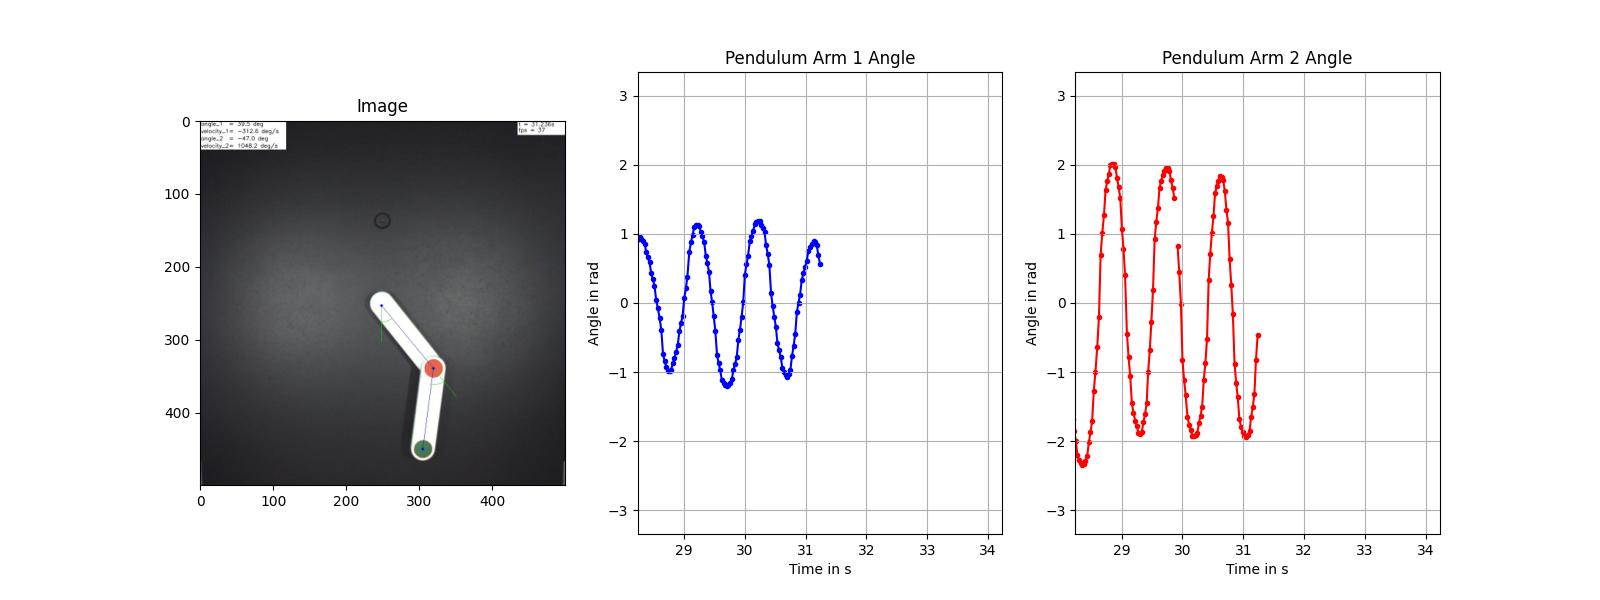 Image
Pendulum Arm 1 Angle
Pendulum Arm 2 Angle
angle_1 = 39.5 deg
velocity_1= -312.6 deg/s
angle_2 = -47.0 deg
velocity_2= 1048.2 deg/s
t = 31.236s
fps = 37
0
100
200
300
400
0
100
200
300
400
Angle in rad
3
2
1
0
−1
−2
−3
29
30
31
32
33
34
Time in s
Angle in rad
3
2
1
0
−1
−2
−3
29
30
31
32
33
34
Time in s